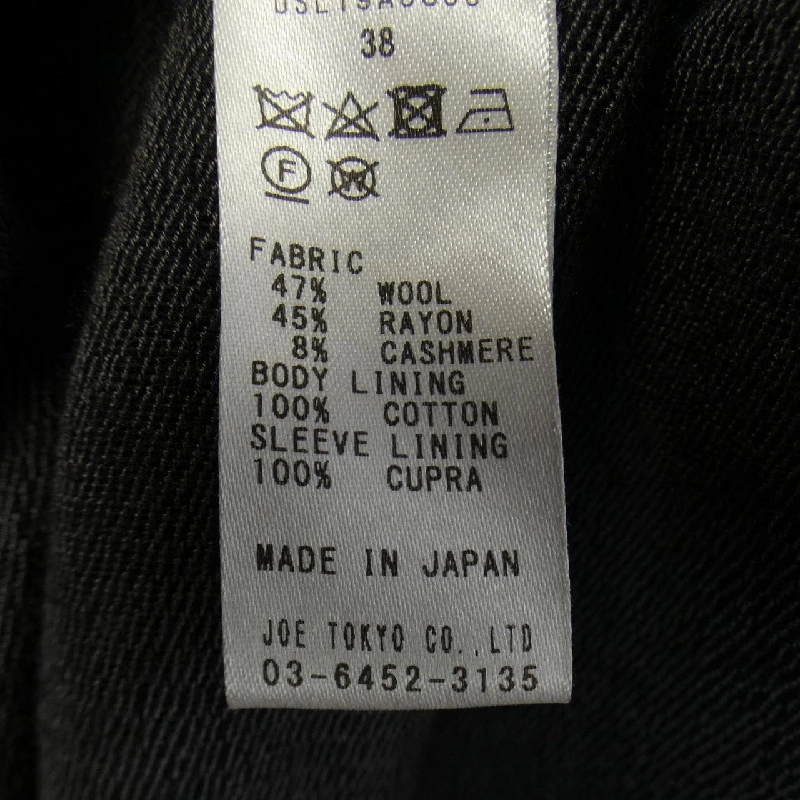 38
F
W
FABRIC
47% WOOL
45% RAYON
8% CASHMERE
BODY LINING
100% COTTON
SLEEVE LINING
100% CUPRA
MADE IN JAPAN
JOE TOKYO CO.,LTD
03-6452-3135